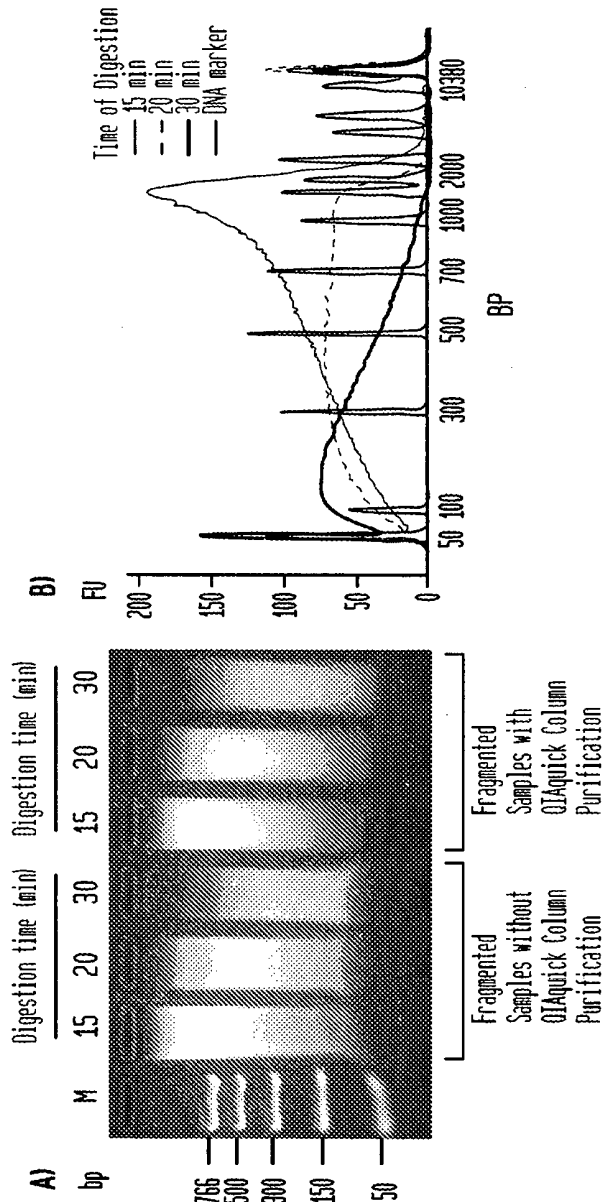 A)
bp
M
Digestion time (min)
15 20 30
Digestion time (min)
15 20 30
766
500
300
150
50
Fragmented
Samples without
QIAquick Column
Purification
Fragmented
Samples with
QIAquick Column
Purification
B)
FU
200
150
100
50
0
Time of Digestion
15 min
20 min
30 min
DNA marker
50 100 300 500 700 1000 2000 10380
BP